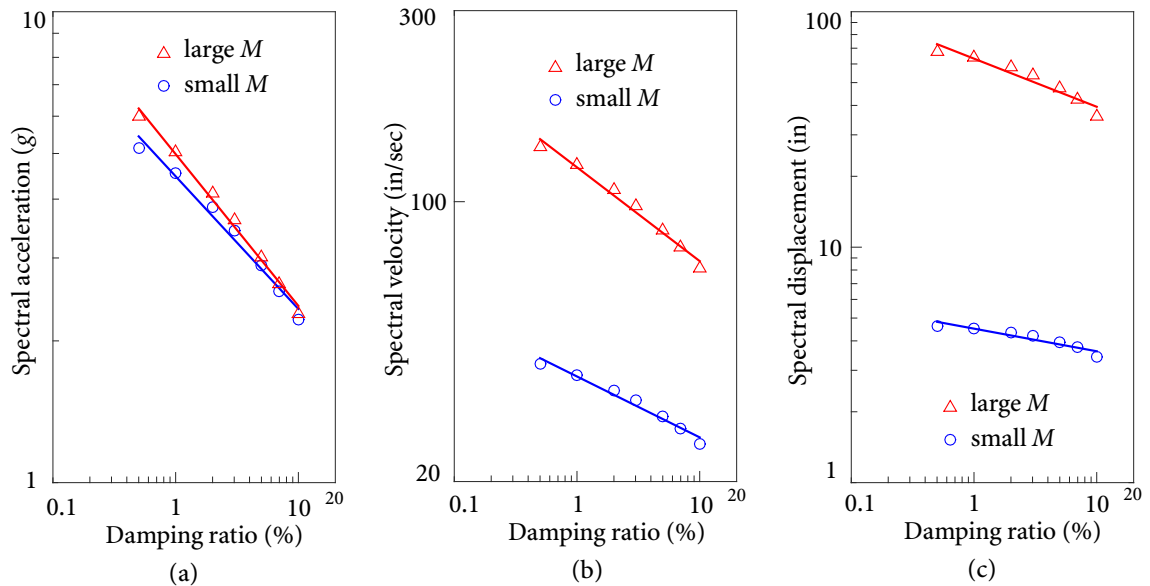 10
large M
small M
Spectral acceleration (g)
1
0.1
1
10
20
Damping ratio (%)
(a)
300
large M
small M
Spectral velocity (in/sec)
100
20
0.1
1
10
20
Damping ratio (%)
(b)
100
Spectral displacement (in)
10
large M
small M
1
0.1
1
10
20
Damping ratio (%)
(c)